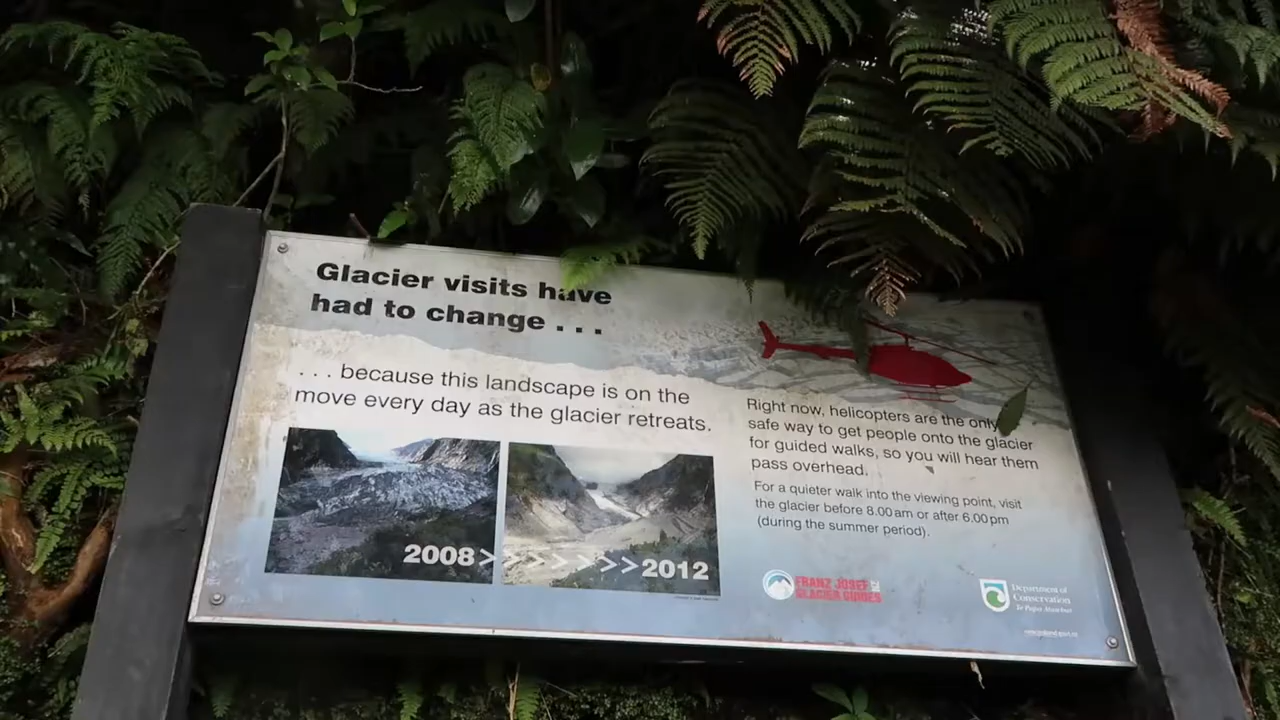 Glacier visits have
had to change . . .
. . . because this landscape is on the
move every day as the glacier retreats.
2008>>>>>>>2012
Right now, helicopters are the only
safe way to get people onto the glacier
for guided walks, so you will hear them
pass overhead.
For a quieter walk into the viewing point, visit
the glacier before 8.00am or after 6.00pm
(during the summer period).
FRANZ JOSEF
GLACIER GUIDES
Department of
Conservation
Te Papa Atawhai